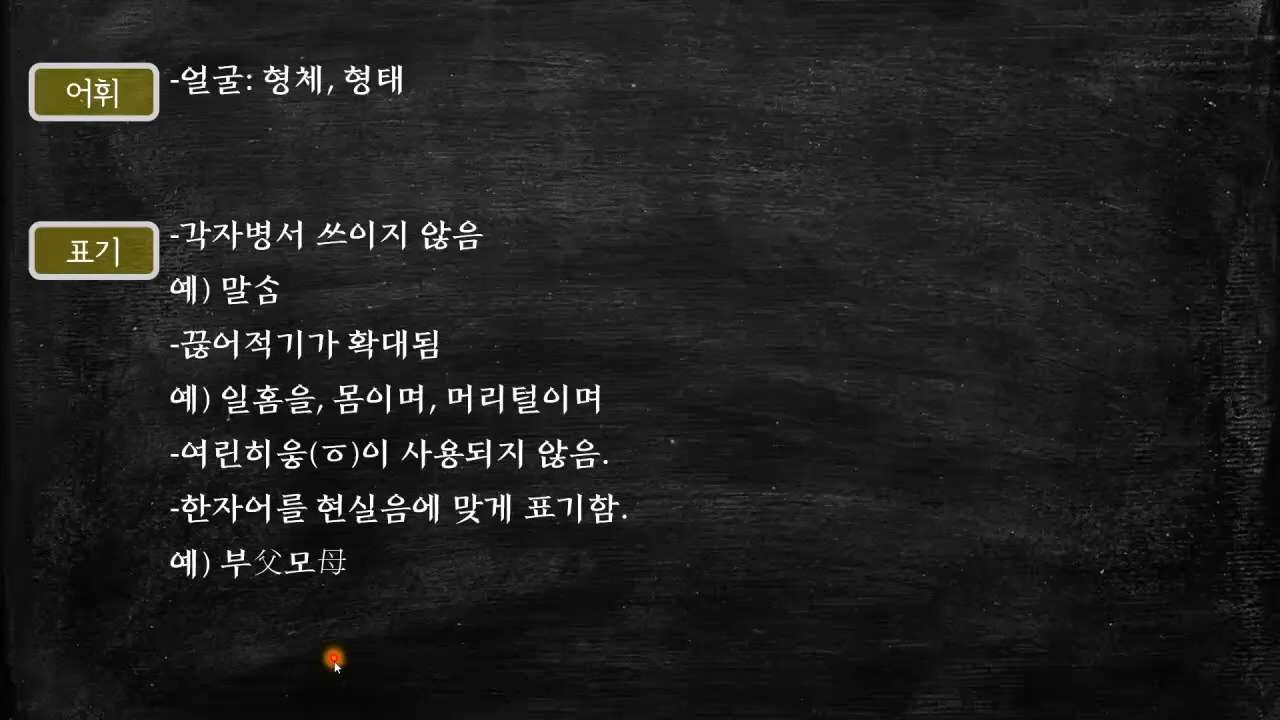 어휘
-얼굴: 형체, 형태
표기
-각자병서 쓰이지 않음
예) 말솜
-끊어적기가 확대됨
예) 일홈을, 몸이며, 머리털이며
-여린히읗(ㆆ)이 사용되지 않음.
-한자어를 현실음에 맞게 표기함.
예) 부父모母